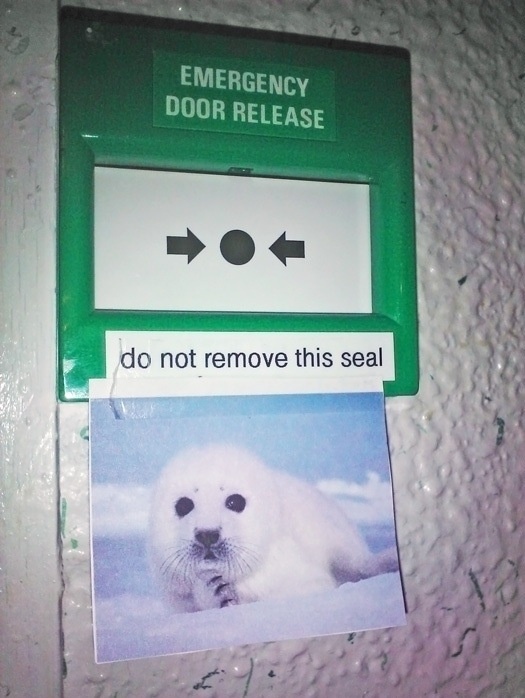 EMERGENCY
DOOR RELEASE
do not remove this seal